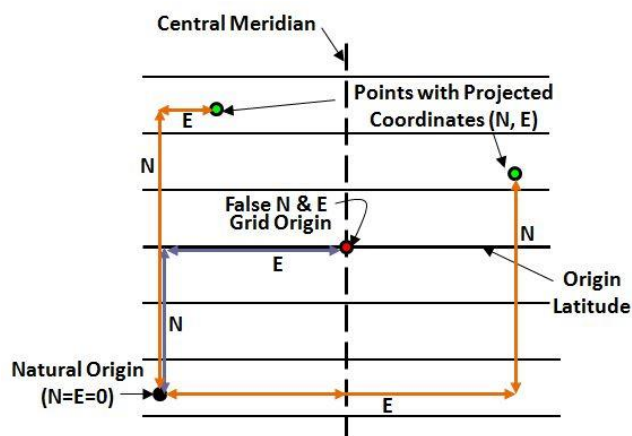 Central Meridian
Points with Projected
Coordinates (N, E)
E
N
False N & E
Grid Origin
N
E
Origin
Latitude
N
Natural Origin
(N=E=0)
E